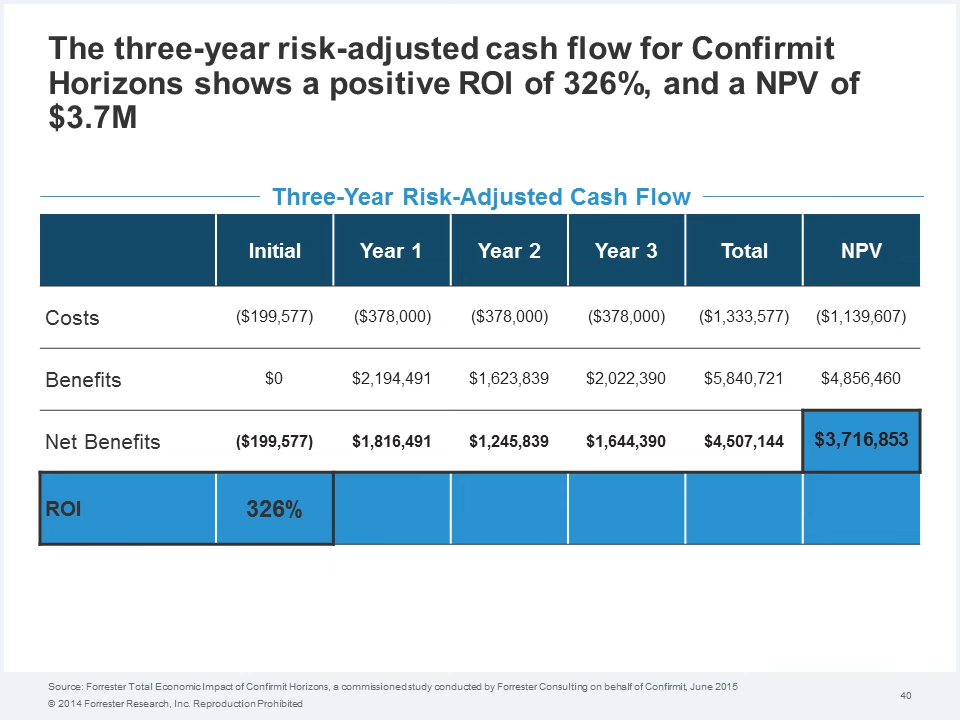 The three-year risk-adjusted cash flow for Confirmit
Horizons shows a positive ROI of 326%, and a NPV of
$3.7M
Three-Year Risk-Adjusted Cash Flow
Initial Year 1 Year 2 Year 3 Total NPV
Costs ($199,577) ($378,000) ($378,000) ($378,000) ($1,333,577) ($1,139,607)
Benefits $0 $2,194,491 $1,623,839 $2,022,390 $5,840,721 $4,856,460
Net Benefits ($199,577) $1,816,491 $1,245,839 $1,644,390 $4,507,144 $3,716,853
ROI 326%
Source: Forrester Total Economic Impact of Confirmit Horizons, a commissioned study conducted by Forrester Consulting on behalf of Confirmit, June 2015
© 2014 Forrester Research, Inc. Reproduction Prohibited
40